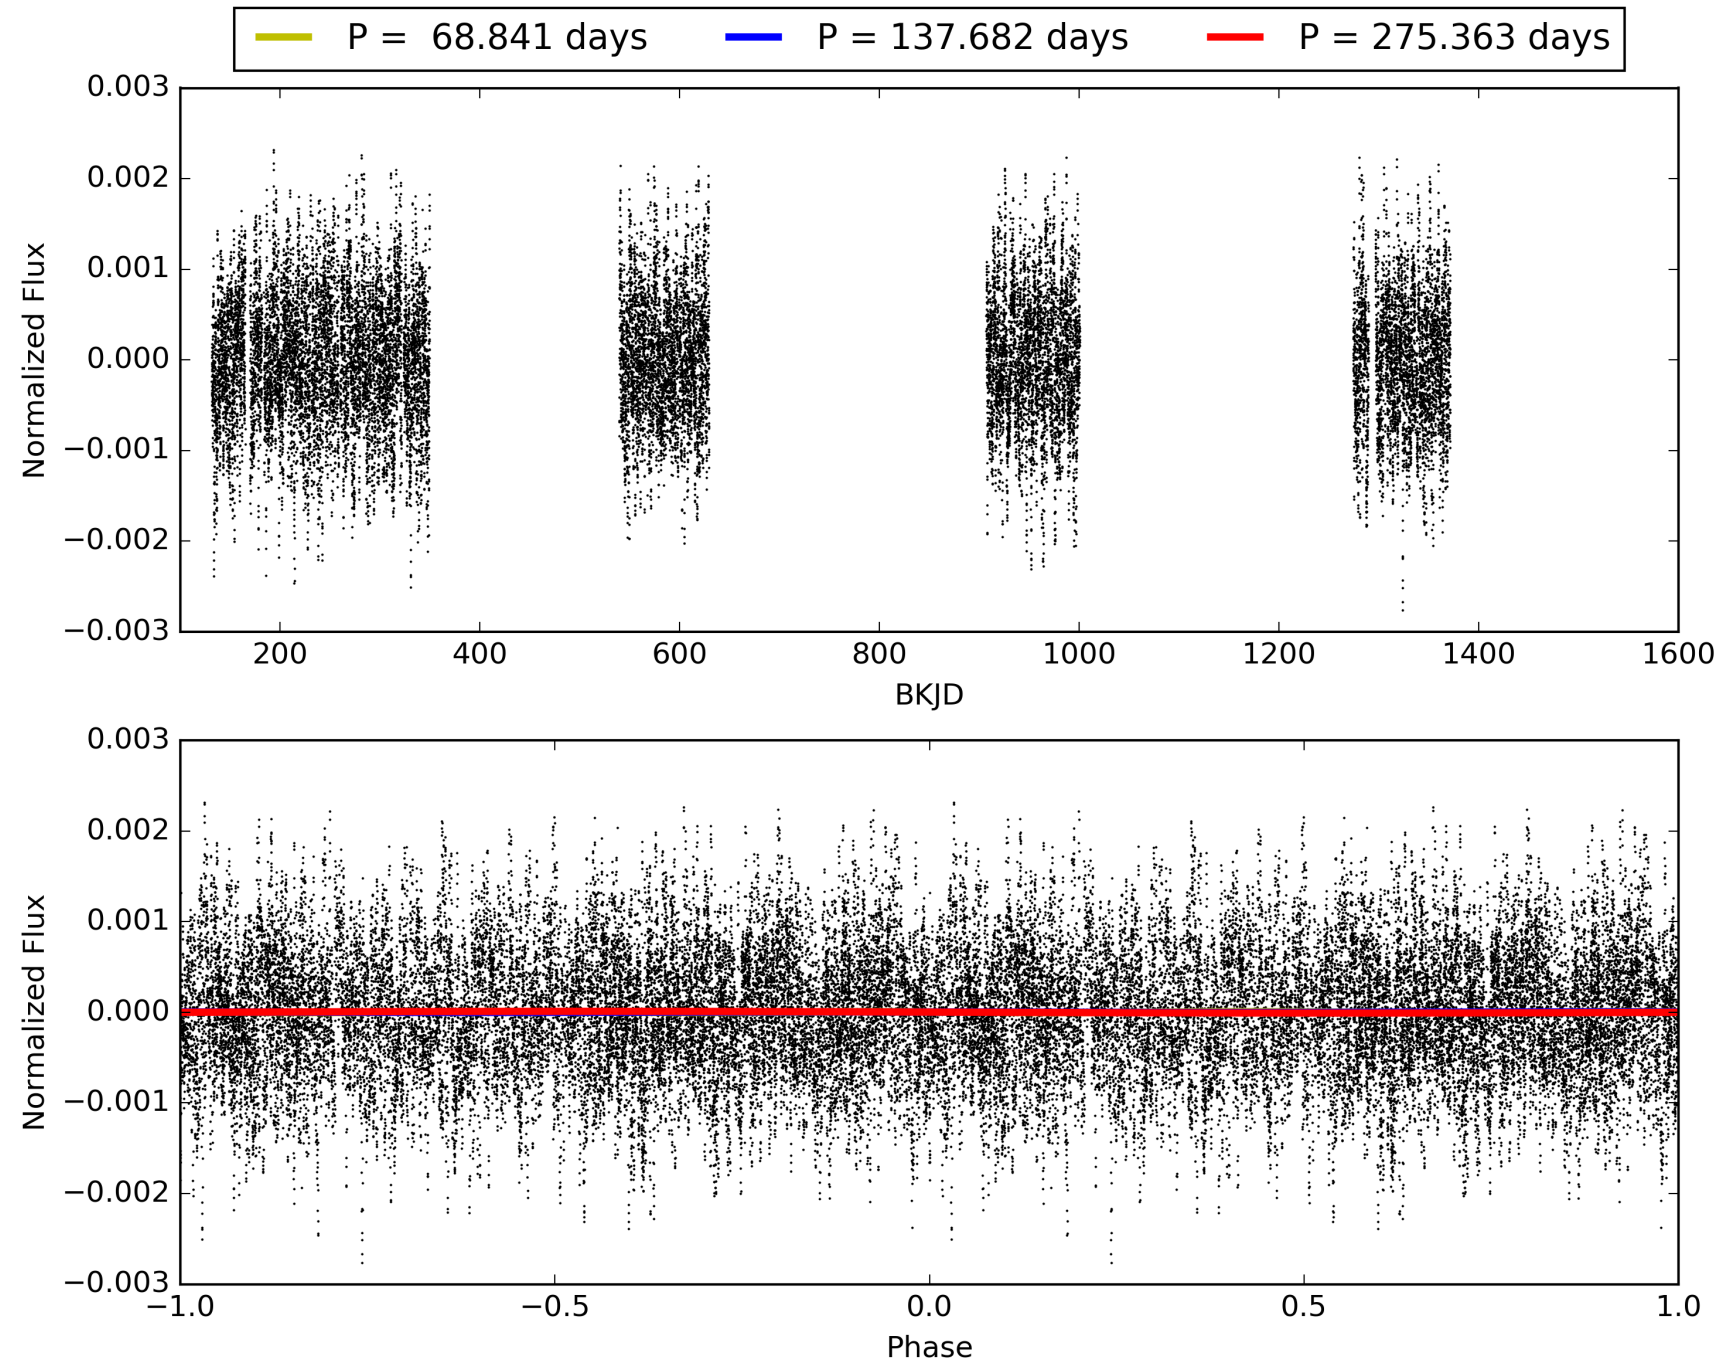 P =  68.841 days P = 137.682 days P = 275.363 days
0.003
0.002
0.001
0.000
−0.001
−0.002
−0.003
Normalized Flux
200 400 600 800 1000 1200 1400 1600
BKJD
0.003
0.002
0.001
0.000
−0.001
−0.002
−0.003
Normalized Flux
−1.0 −0.5 0.0 0.5 1.0
Phase